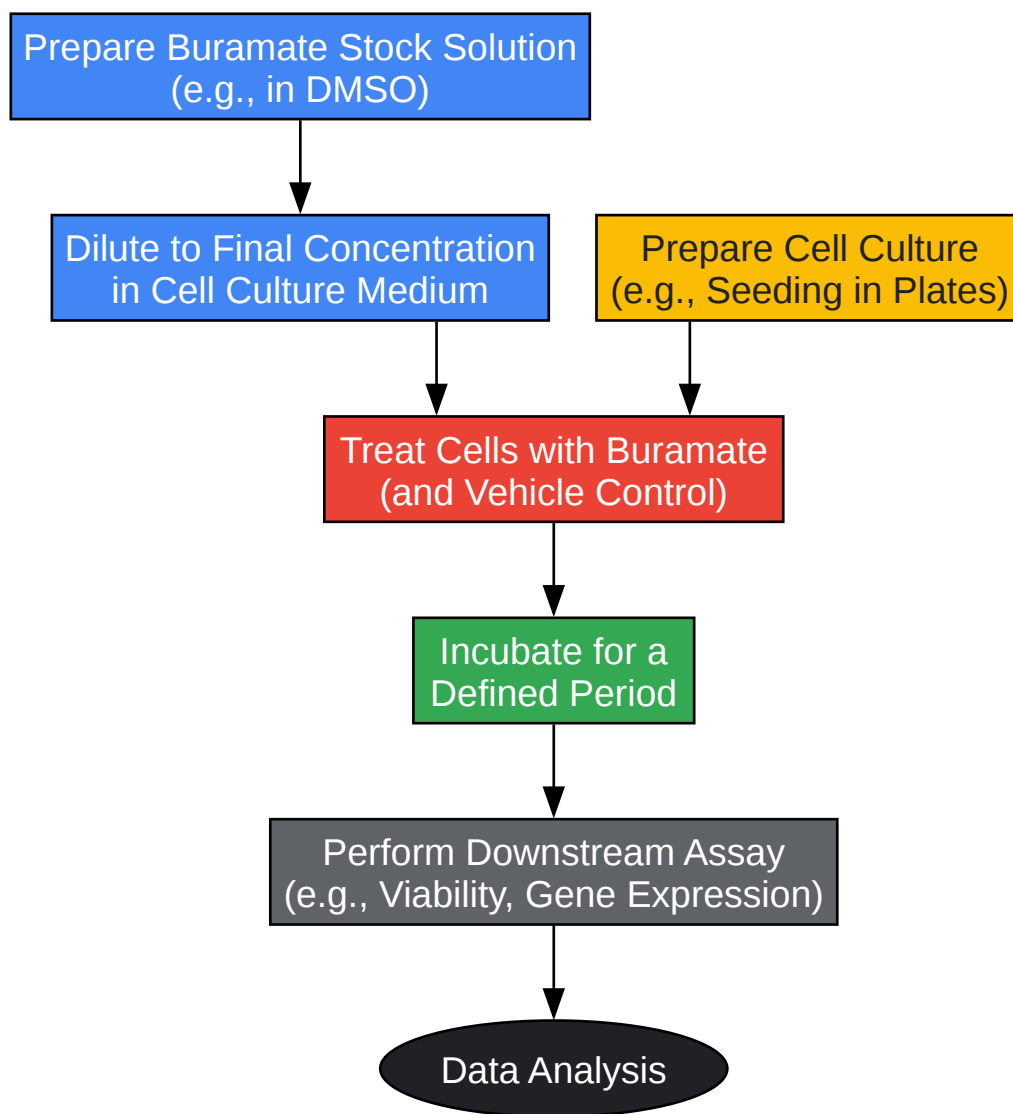 Prepare Buramate Stock Solution
(e.g., in DMSO)
Dilute to Final Concentration
in Cell Culture Medium
Prepare Cell Culture
(e.g., Seeding in Plates)
Treat Cells with Buramate
(and Vehicle Control)
Incubate for a
Defined Period
Perform Downstream Assay
(e.g., Viability, Gene Expression)
Data Analysis